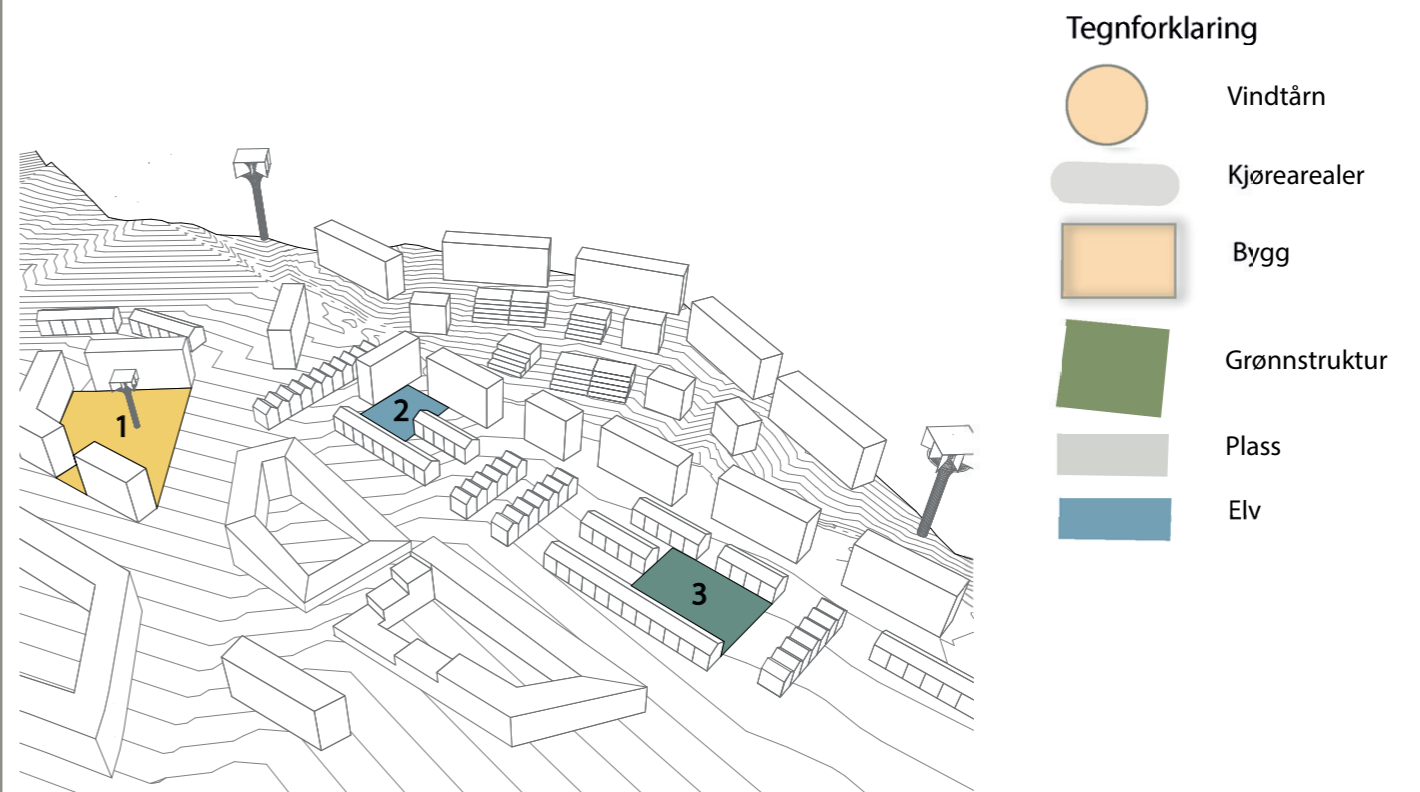 Tegnforklaring
Vindtårn
Kjørearealer
Bygg
Grønnstruktur
Plass
Elv
1
2
3